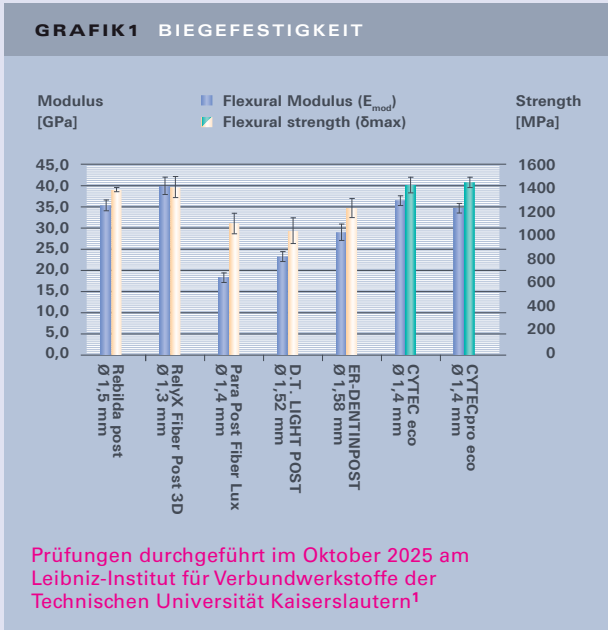 GRAFIK1 BIEGEFESTIGKEIT
Modulus
[GPa]
Flexural Modulus (Emod)
Flexural strength (δmax)
Strength
[MPa]
45,0
40,0
35,0
30,0
25,0
20,0
15,0
10,0
5,0
0,0
1600
1400
1200
1000
800
600
400
200
0
Rebilda post
Ø 1,5 mm
RelyX Fiber Post 3D
Ø 1,3 mm
Para Post Fiber Lux
Ø 1,4 mm
D.T. LIGHT POST
Ø 1,52 mm
ER-DENTINPOST
Ø 1,58 mm
CYTEC eco
Ø 1,4 mm
CYTECpro eco
Ø 1,4 mm
Prüfungen durchgeführt im Oktober 2025 am
Leibniz-Institut für Verbundwerkstoffe der
Technischen Universität Kaiserslautern¹